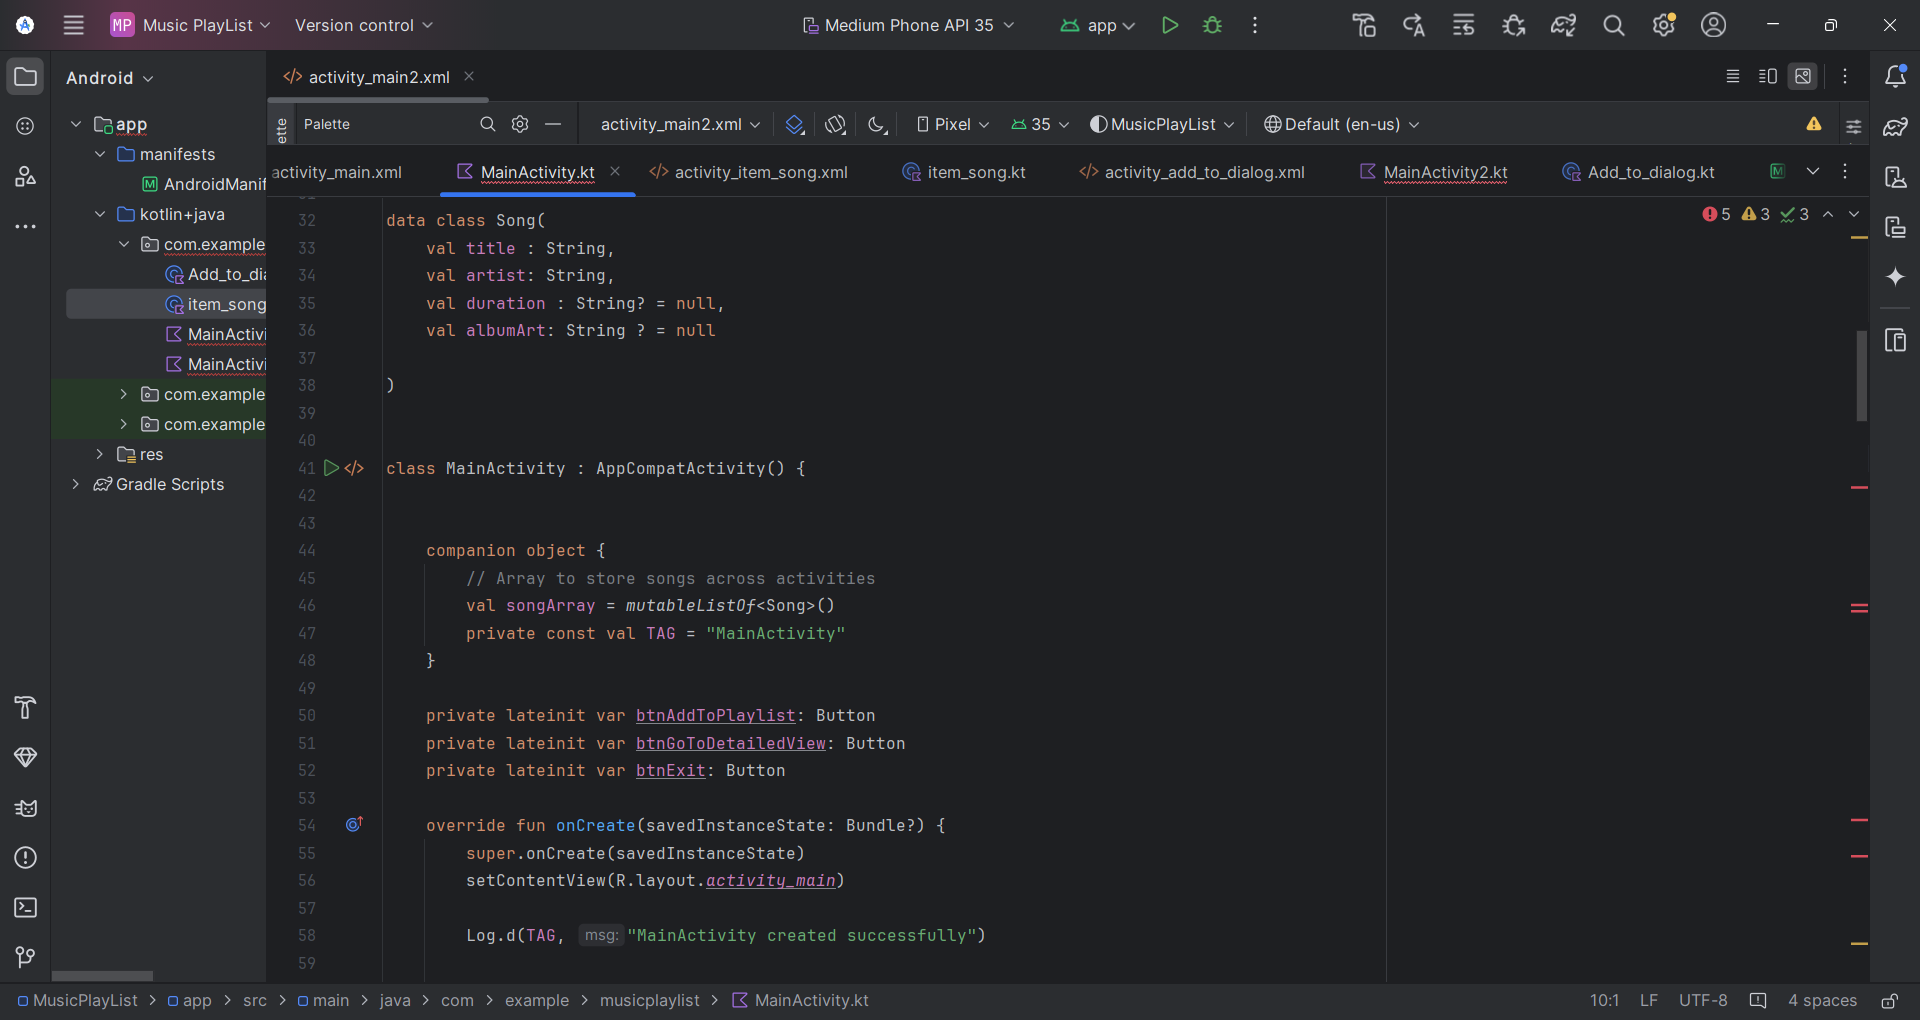 MP Music PlayList Version control Medium Phone API 35 app
Android
activity_main2.xml
Palette
activity_main2.xml Pixel 35 MusicPlayList Default (en-us)
app
manifests
AndroidManif
kotlin+java
com.example
Add_to_dia
item_song
MainActivi
MainActivi
com.example
com.example
res
Gradle Scripts
activity_main.xml MainActivity.kt activity_item_song.xml item_song.kt activity_add_to_dialog.xml MainActivity2.kt Add_to_dialog.kt
5 3 3
32 data class Song(
33 val title : String,
34 val artist: String,
35 val duration : String? = null,
36 val albumArt: String ? = null
37
38 )
39
40
41 class MainActivity : AppCompatActivity() {
42
43
44 companion object {
45 // Array to store songs across activities
46 val songArray = mutableListOf<Song>()
47 private const val TAG = "MainActivity"
48 }
49
50 private lateinit var btnAddToPlaylist: Button
51 private lateinit var btnGoToDetailedView: Button
52 private lateinit var btnExit: Button
53
54 override fun onCreate(savedInstanceState: Bundle?) {
55 super.onCreate(savedInstanceState)
56 setContentView(R.layout.activity_main)
57
58 Log.d(TAG, msg: "MainActivity created successfully")
59
MusicPlayList > app > src > main > java > com > example > musicplaylist > MainActivity.kt 10:1 LF UTF-8 4 spaces